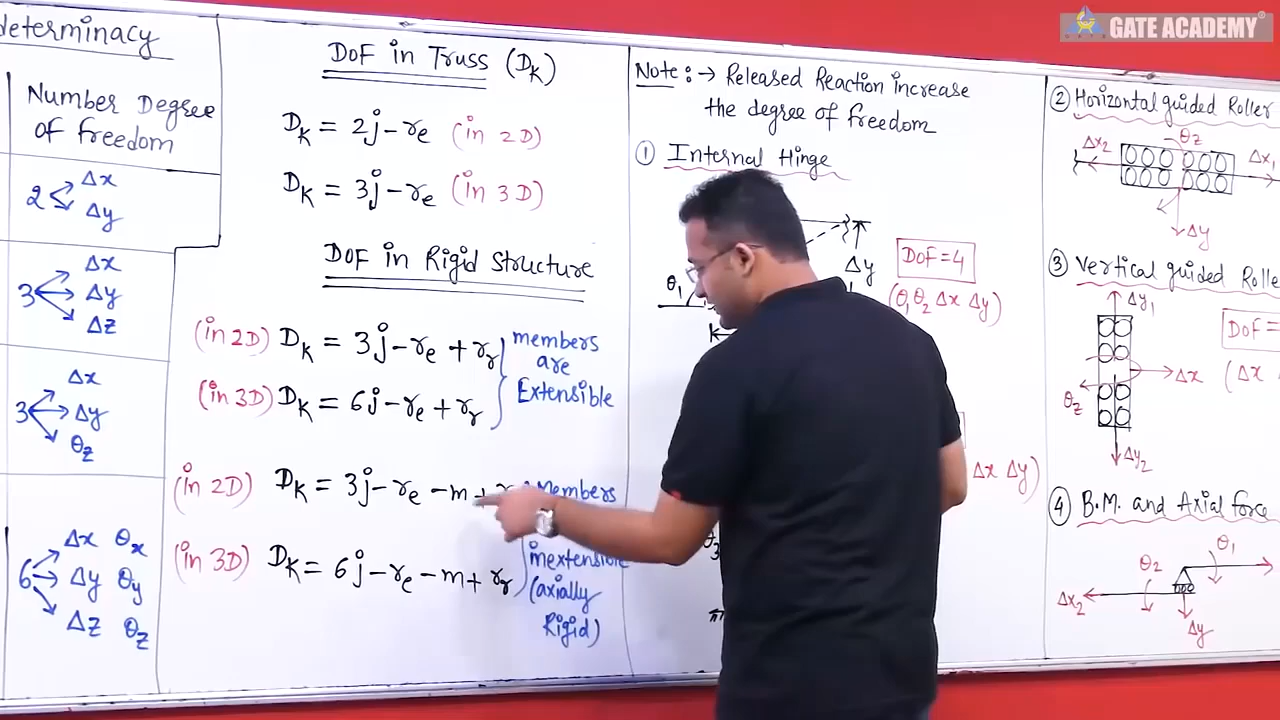 GATE ACADEMY
determinacy
Number Degree
of freedom
2 Δx
Δy
3 Δx
Δy
Δz
3 Δx
Δy
θz
6 Δx θx
Δy θy
Δz θz
DoF in Truss (Dk)
Dk = 2j - re (in 2D)
Dk = 3j - re (in 3D)
DoF in Rigid Structure
(in 2D) Dk = 3j - re + rr
(in 3D) Dk = 6j - re + rr
members
are
Extensible
(in 2D) Dk = 3j - re - m +
(in 3D) Dk = 6j - re - m + rr
Members
inextensible
(axially
Rigid)
Note: → Released Reaction increase
the degree of freedom
① Internal Hinge
θ1
Δy
DoF = 4
(θ1 θ2 Δx Δy)
Δx Δy)
② Horizontal guided Roller
θz
Δx2
Δx1
Δy
③ Vertical guided Rolle
Δy1
DoF =
Δx
(Δx
θz
Δy2
④ B.M. and Axial force
θ1
θ2
Δx2
Δy